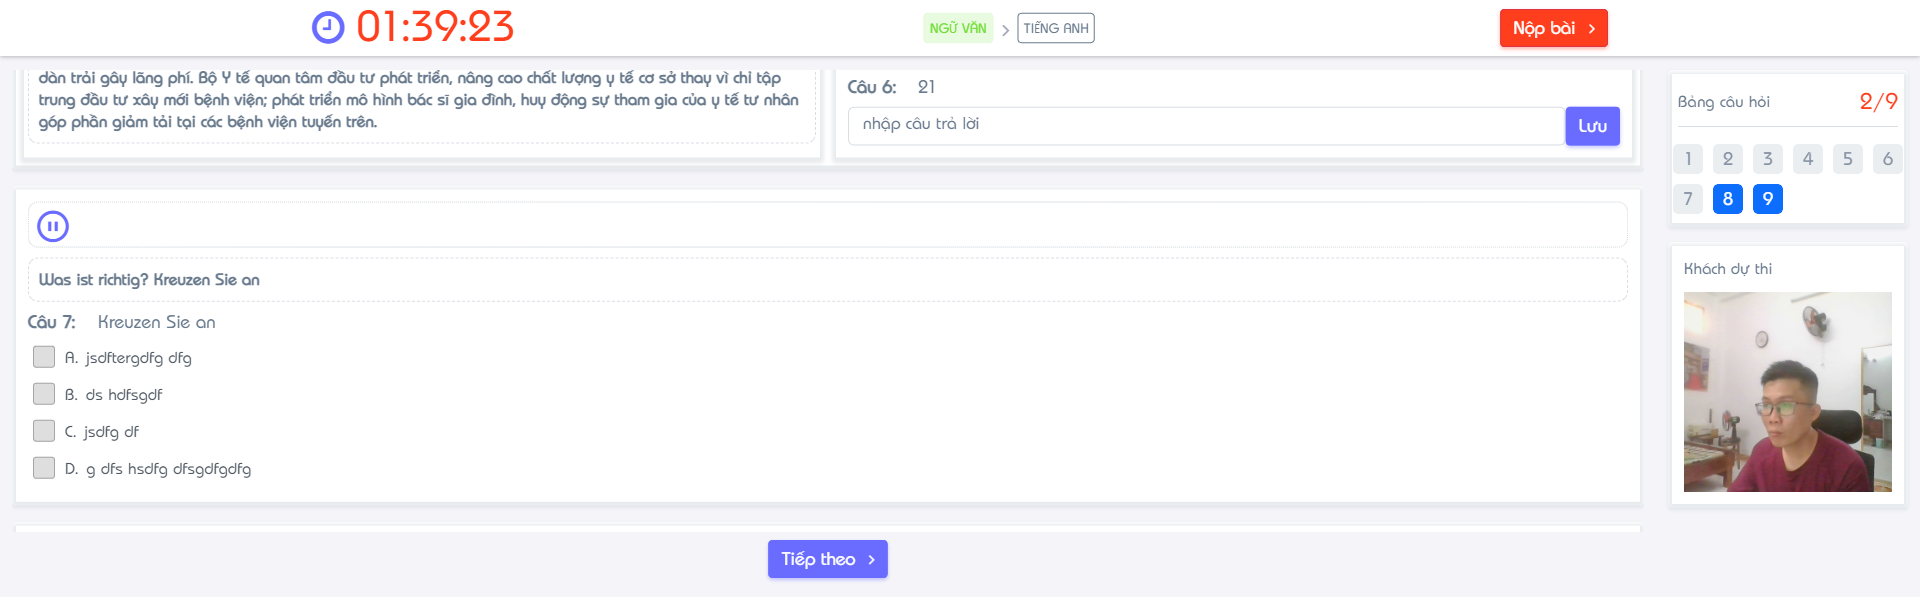 01:39:23
NGỮ VĂN
TIẾNG ANH
Nộp bài
dàn trải gây lãng phí. Bộ Y tế quan tâm đầu tư phát triển, nâng cao chất lượng y tế cơ sở thay vì chỉ tập
trung đầu tư xây mới bệnh viện; phát triển mô hình bác sĩ gia đình, huy động sự tham gia của y tế tư nhân
góp phần giảm tải tại các bệnh viện tuyến trên.
Câu 6: 21
nhập câu trả lời
Lưu
Was ist richtig? Kreuzen Sie an
Câu 7: Kreuzen Sie an
A. jsdftergdfg dfg
B. ds hdfsgdf
C. jsdfg df
D. g dfs hsdfg dfsgdfgdfg
Tiếp theo
Bảng câu hỏi 2/9
1 2 3 4 5 6
7 8 9
Khách dự thi